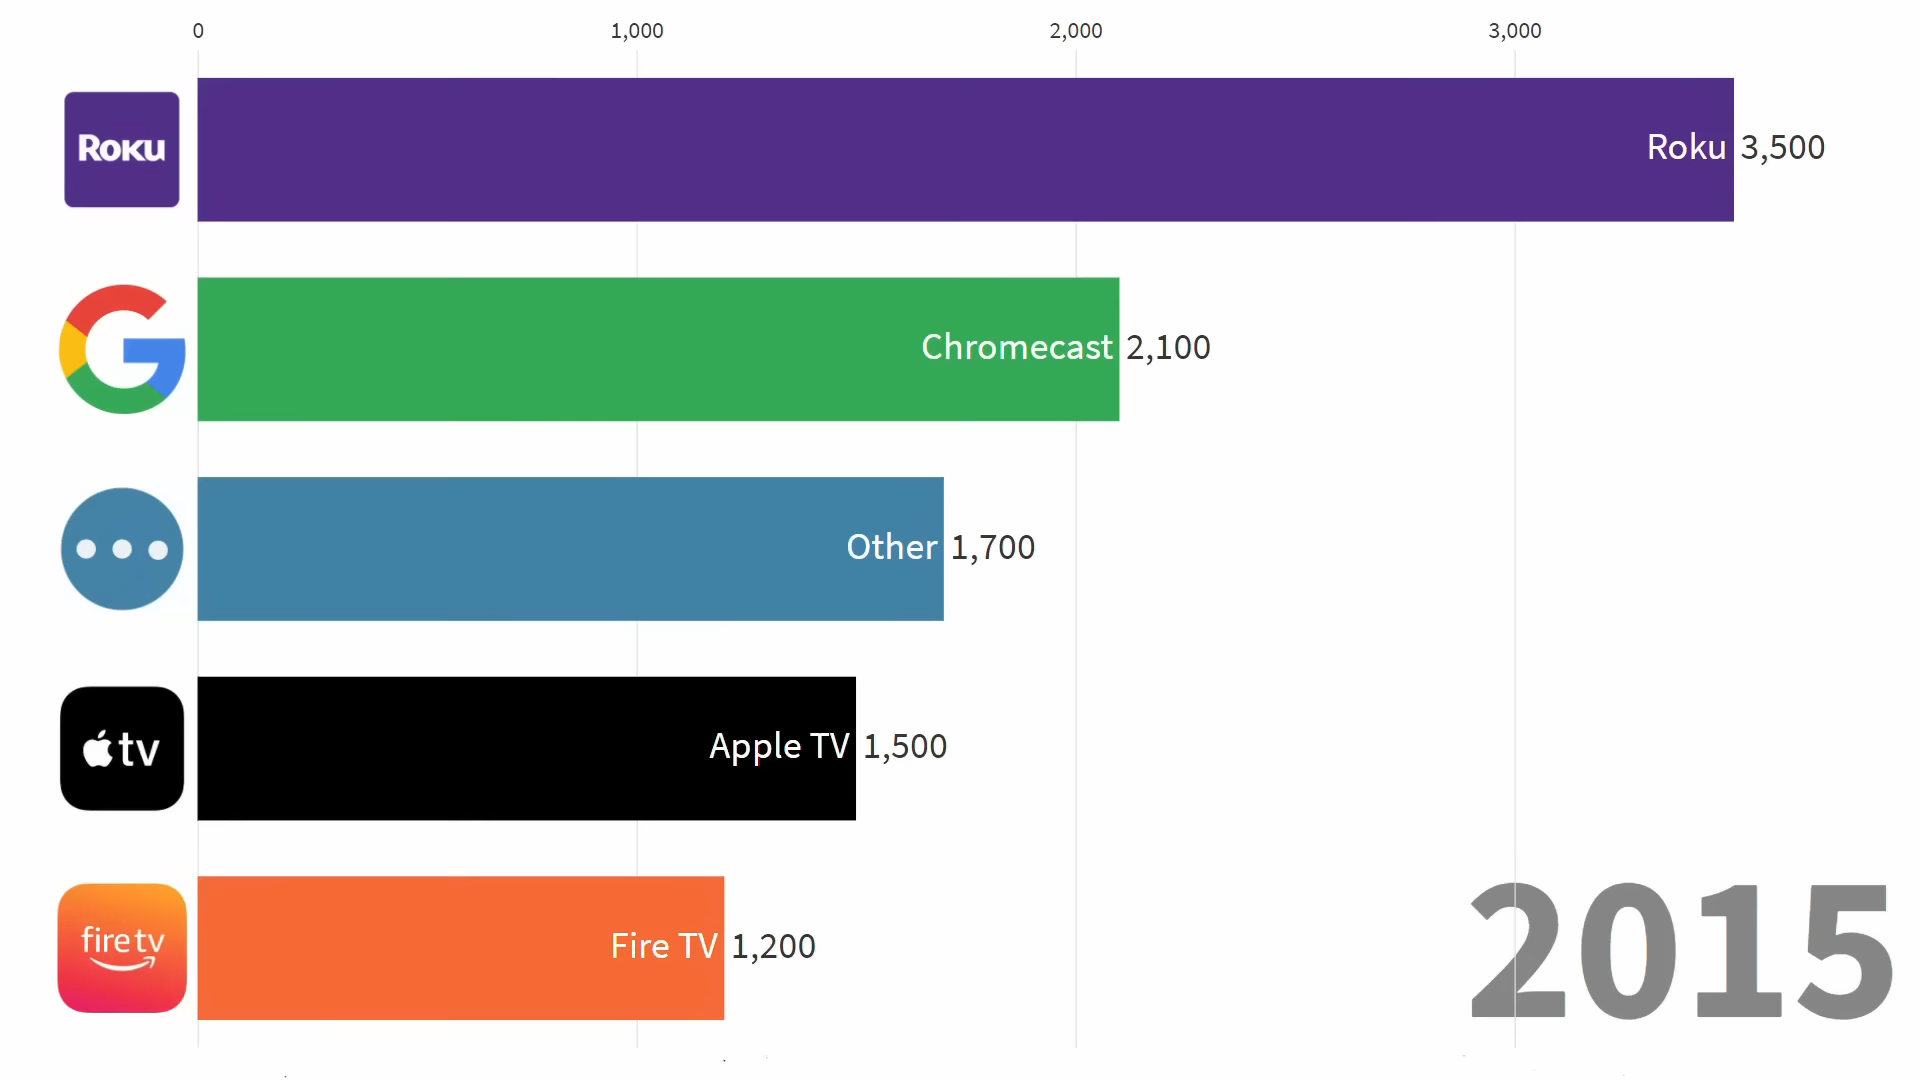 0 1,000 2,000 3,000
Roku Roku 3,500
Chromecast 2,100
Other 1,700
tv Apple TV 1,500
fire tv Fire TV 1,200
2015